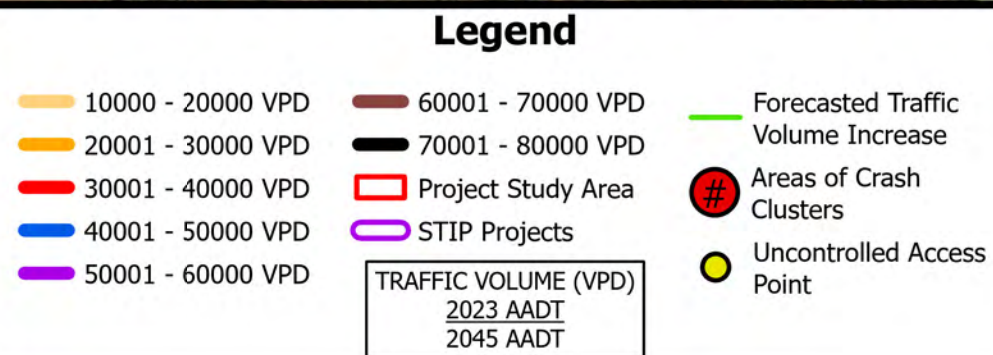 Legend
10000 - 20000 VPD
20001 - 30000 VPD
30001 - 40000 VPD
40001 - 50000 VPD
50001 - 60000 VPD
60001 - 70000 VPD
70001 - 80000 VPD
Project Study Area
STIP Projects
TRAFFIC VOLUME (VPD)
2023 AADT
2045 AADT
Forecasted Traffic
Volume Increase
#
Areas of Crash
Clusters
Uncontrolled Access
Point